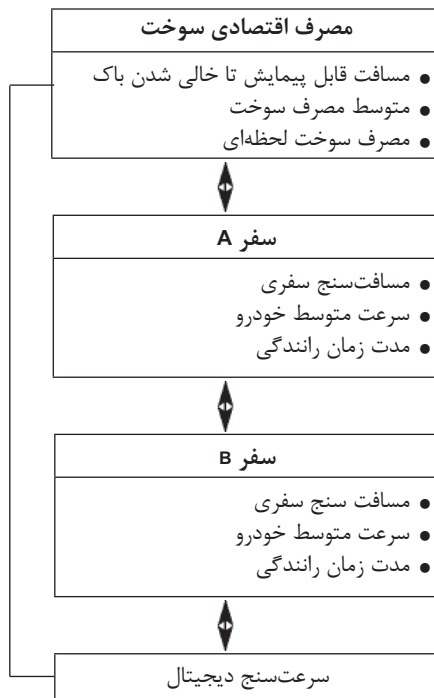 مصرف اقتصادی سوخت
● مسافت قابل پیمایش تا خالی شدن باک
● متوسط مصرف سوخت
● مصرف سوخت لحظه‌ای
سفر A
● مسافت‌سنج سفری
● سرعت متوسط خودرو
● مدت زمان رانندگی
سفر B
● مسافت سنج سفری
● سرعت متوسط خودرو
● مدت زمان رانندگی
سرعت‌سنج دیجیتال